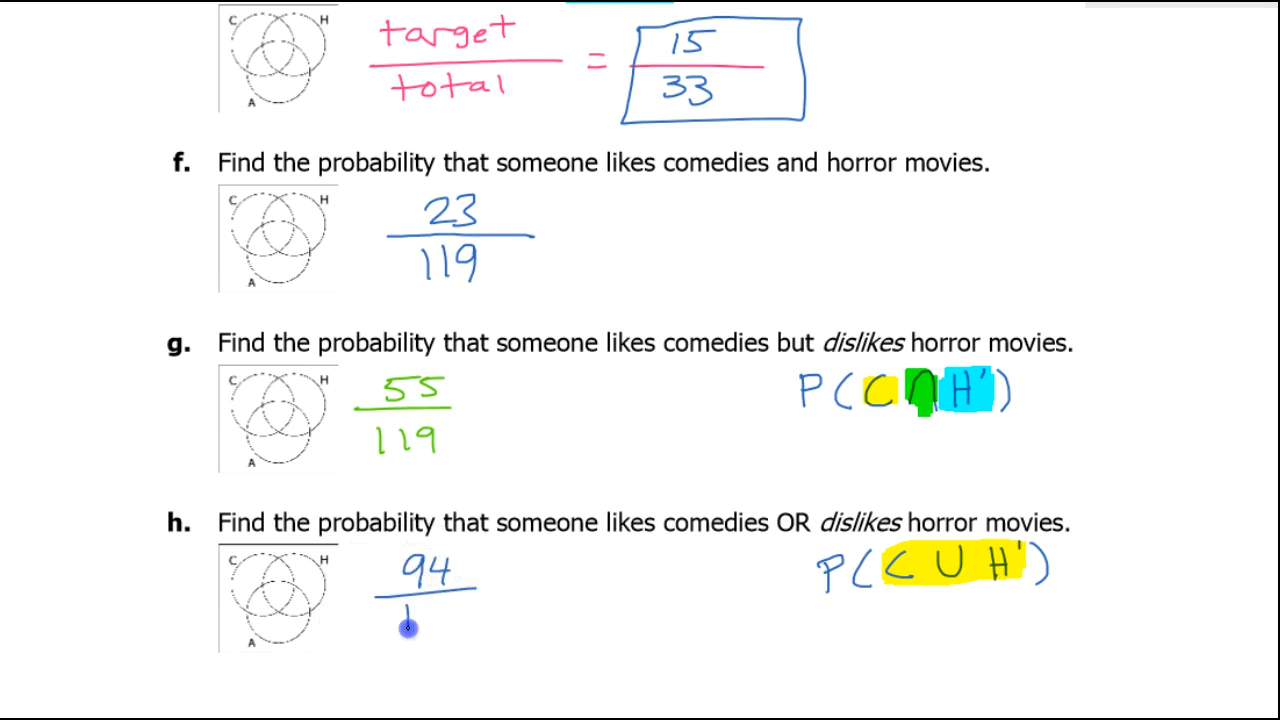 C H
target
total
=
15
33
A
f. Find the probability that someone likes comedies and horror movies.
C H
23
119
A
g. Find the probability that someone likes comedies but dislikes horror movies.
C H
55
119
P(C∩H')
A
h. Find the probability that someone likes comedies OR dislikes horror movies.
C H
94
1
P(C∪H')
A